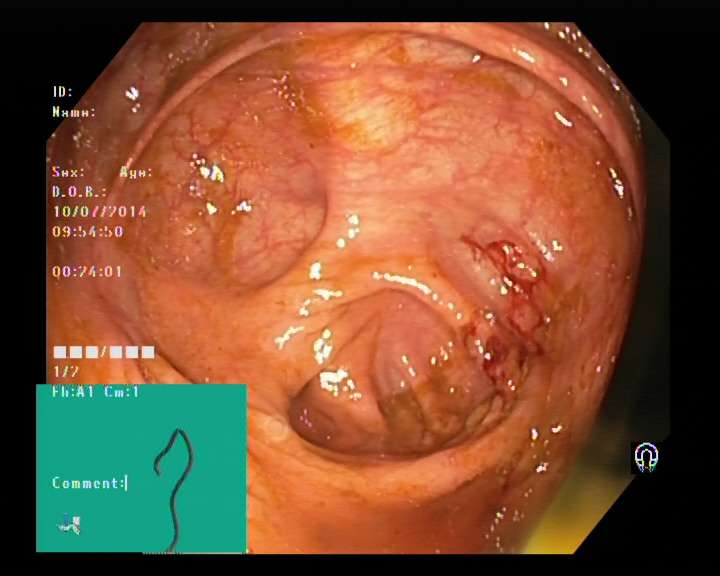 ID:
Name:
Sex: Age:
D.O.B.:
10/07/2014
09:54:50
00:24:01
■■■/■■■
1/2
Ph:A1 Cm:1
Comment: